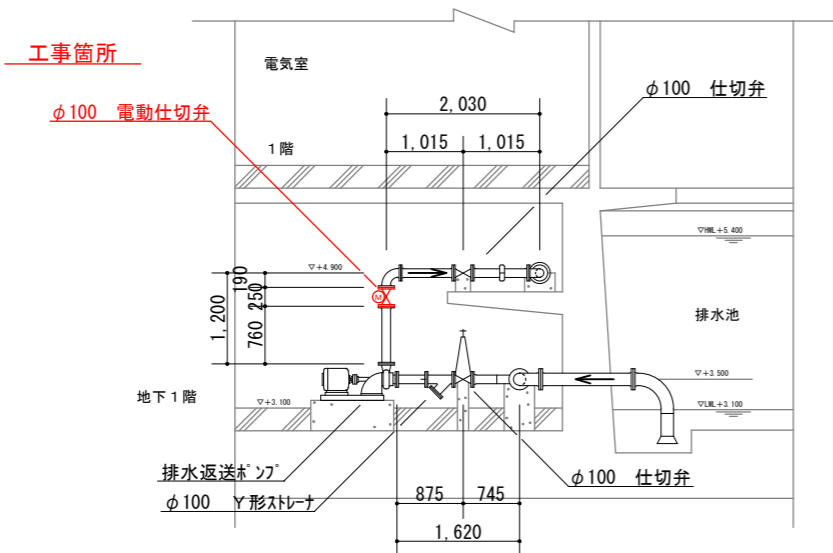 工事箇所
電気室
φ100 仕切弁
φ100 電動仕切弁
2,030
1,015
1,015
1階
▽HWL+5.400
▽+4.900
190
250
760
1,200
M
排水池
▽+3.500
地下1階
▽+3.100
▽LWL+3.100
排水返送ポンプ
φ100 Y形ストレーナ
875
745
φ100 仕切弁
1,620